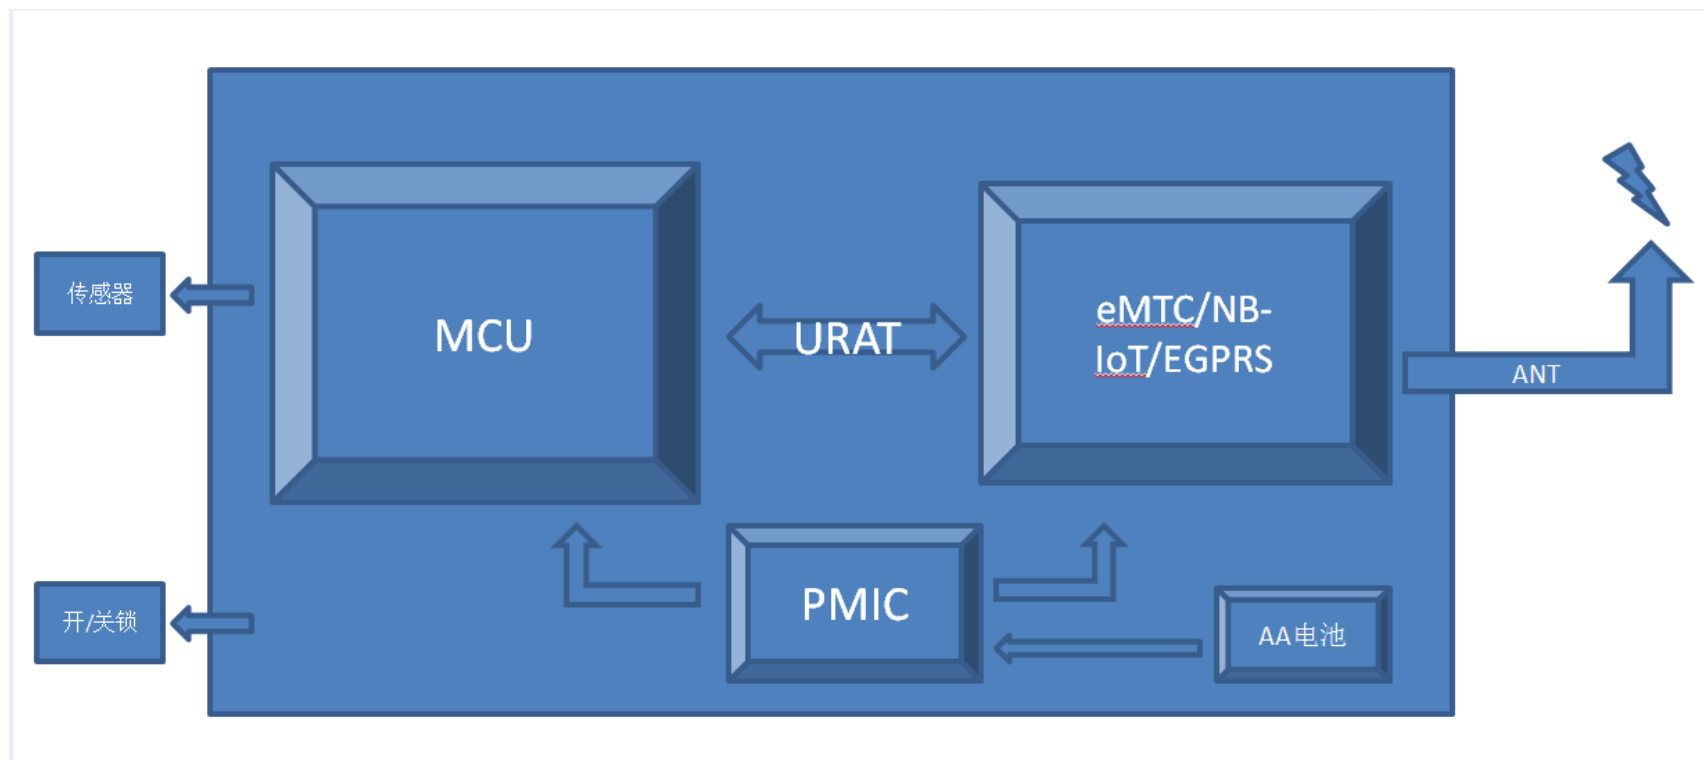 传感器
MCU
URAT
eMTC/NB-
IoT/EGPRS
ANT
开/关锁
PMIC
AA电池